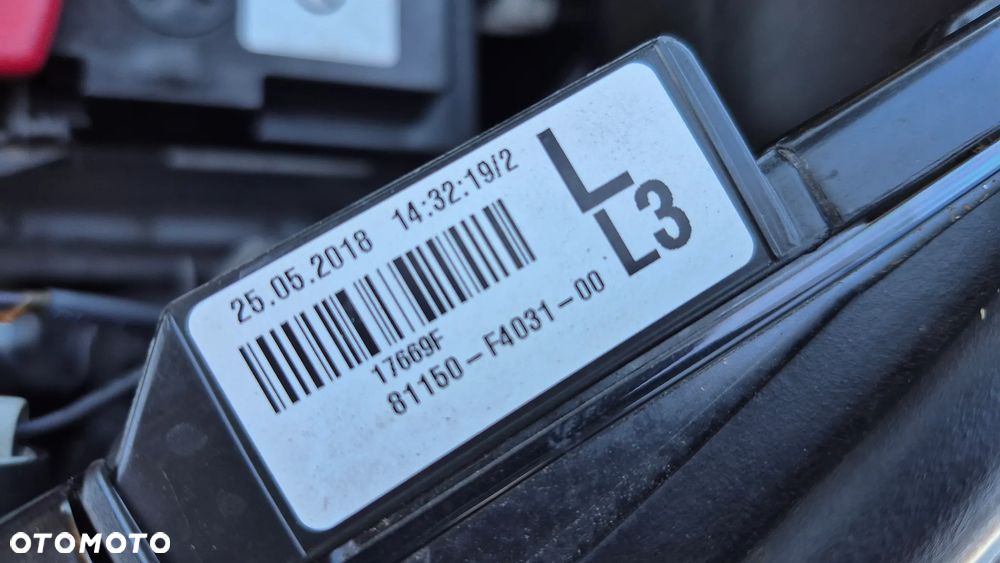 25.05.2018 14:32:19/2
L
L3
17669F
81150-F4031-00
OTOMOTO